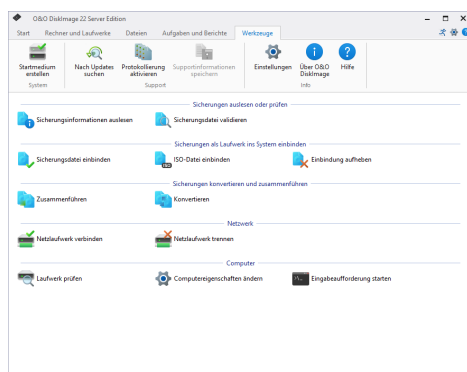 O&O DiskImage 22 Server Edition
Start Rechner und Laufwerke Dateien Aufgaben und Berichte Werkzeuge
Startmedium erstellen
Nach Updates suchen
Protokollierung aktivieren
Supportinformationen speichern
Einstellungen
Über O&O DiskImage
Hilfe
System Support Info
Sicherungen auslesen oder prüfen
Sicherungsinformationen auslesen Sicherungsdatei validieren
Sicherungen als Laufwerk ins System einbinden
Sicherungsdatei einbinden ISO-Datei einbinden Einbindung aufheben
Sicherungen konvertieren und zusammenführen
Zusammenführen Konvertieren
Netzwerk
Netzlaufwerk verbinden Netzlaufwerk trennen
Computer
Laufwerk prüfen Computereigenschaften ändern Eingabeaufforderung starten